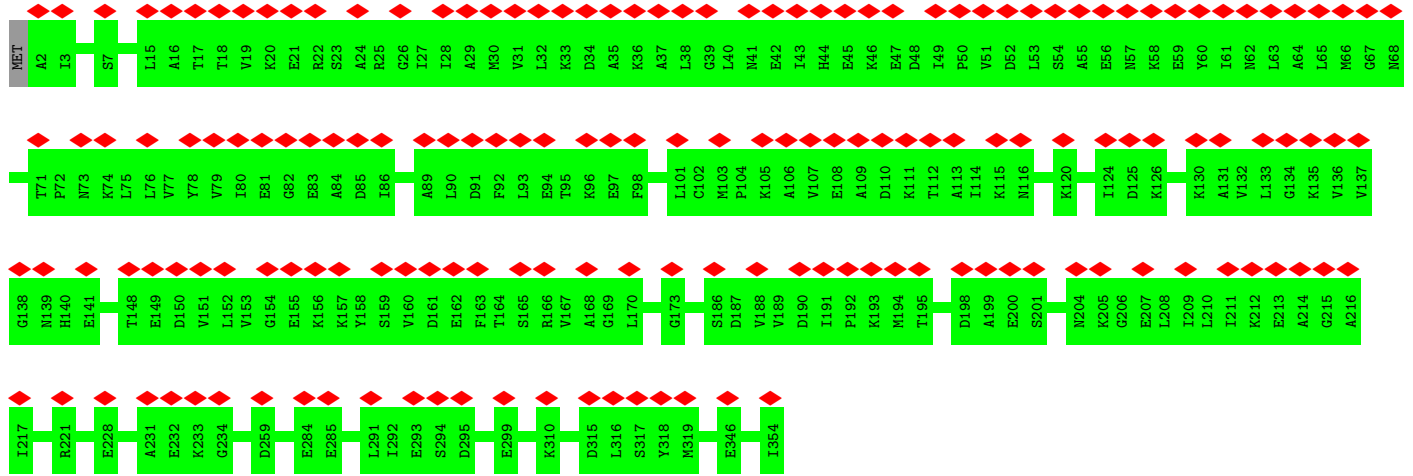 MET A2 I3 S7 L15 A16 T17 T18 V19 K20 E21 R22 S23 A24 R25 G26 I27 I28 A29 M30 V31 L32 K33 D34 A35 K36 A37 L38 G39 L40 N41 E42 I43 H44 E45 K46 E47 D48 I49 P50 V51 D52 L53 S54 A55 E56 N57 K58 E59 Y60 I61 N62 L63 A64 L65 M66 G67 N68
T71 P72 N73 K74 L75 L76 V77 Y78 V79 I80 E81 G82 E83 A84 D85 I86 A89 L90 D91 F92 L93 E94 T95 K96 E97 F98 L101 C102 M103 P104 K105 A106 V107 E108 A109 D110 K111 T112 A113 I114 K115 N116 K120 I124 D125 K126 K130 A131 V132 L133 G134 K135 V136 V137
G138 N139 H140 E141 T148 E149 D150 V151 L152 V153 G154 E155 K156 K157 Y158 S159 V160 D161 E162 F163 T164 S165 R166 V167 A168 G169 L170 G173 S186 D187 V188 V189 D190 I191 P192 K193 M194 T195 D198 A199 E200 S201 N204 K205 G206 E207 L208 I209 L210 I211 K212 E213 A214 G215 A216
I217 R221 E228 A231 E232 K233 G234 D259 E284 E285 L291 I292 E293 S294 D295 E299 K310 D315 L316 S317 Y318 M319 E346 I354